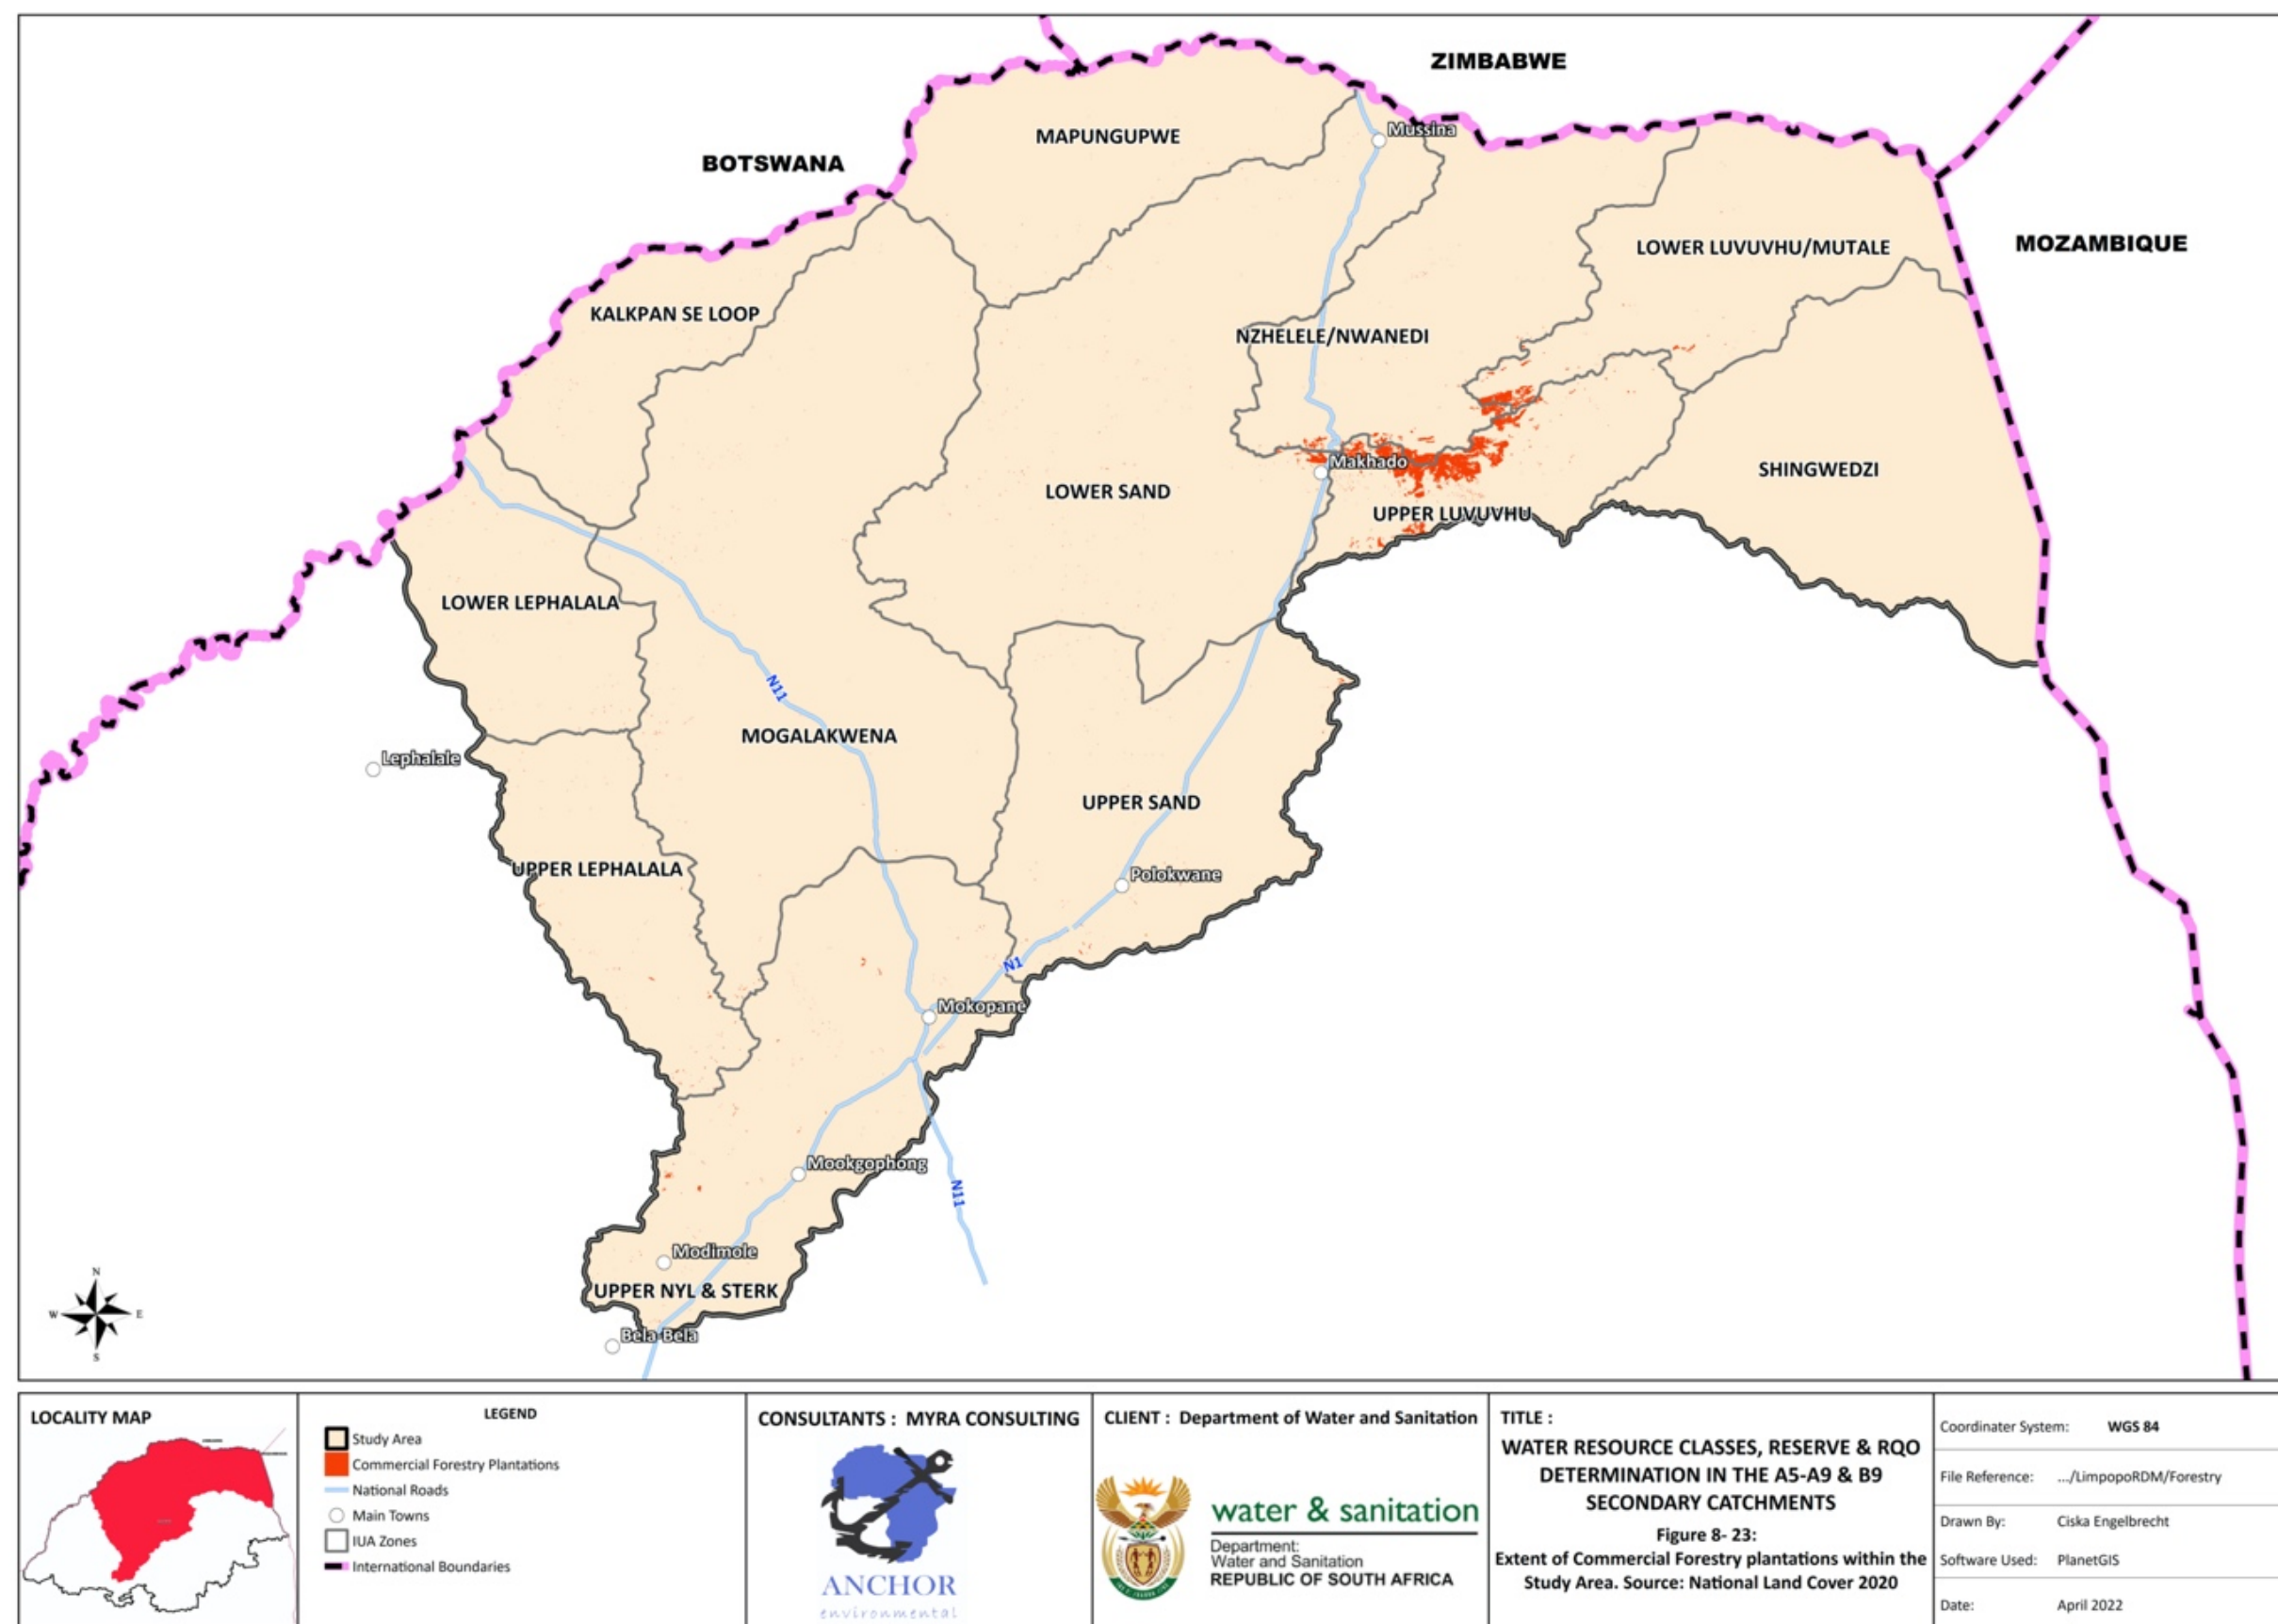 ZIMBABWE
Mussina
MAPUNGUPWE
BOTSWANA
MOZAMBIQUE
LOWER LUVUVHU/MUTALE
KALKPAN SE LOOP
NZHELELE/NWANEDI
Makhado
SHINGWEDZI
LOWER SAND
UPPER LUVUVHU
LOWER LEPHALALA
N11
MOGALAKWENA
Lephalale
UPPER SAND
UPPER LEPHALALA
Polokwane
N1
Mokopane
Mookgophong
N11
Modimole
UPPER NYL & STERK
Bela-Bela
N
W
E
S
LOCALITY MAP
LEGEND
Study Area
Commercial Forestry Plantations
National Roads
Main Towns
IUA Zones
International Boundaries
CONSULTANTS : MYRA CONSULTING
ANCHOR
environmental
CLIENT : Department of Water and Sanitation
water & sanitation
Department:
Water and Sanitation
REPUBLIC OF SOUTH AFRICA
TITLE :
WATER RESOURCE CLASSES, RESERVE & RQO
DETERMINATION IN THE A5-A9 & B9
SECONDARY CATCHMENTS
Figure 8- 23:
Extent of Commercial Forestry plantations within the
Study Area. Source: National Land Cover 2020
Coordinater System: WGS 84
File Reference: .../LimpopoRDM/Forestry
Drawn By: Ciska Engelbrecht
Software Used: PlanetGIS
Date: April 2022